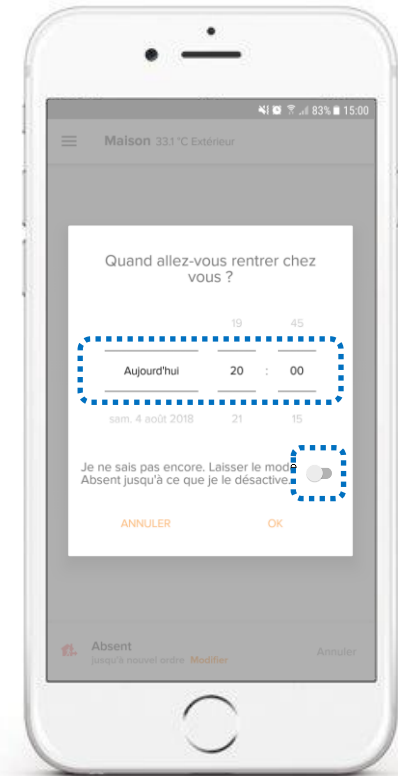 83% 15:00
Maison 33.1 °C Extérieur
Quand allez-vous rentrer chez
vous ?
19 45
Aujourd'hui 20 : 00
sam. 4 août 2018 21 15
Je ne sais pas encore. Laisser le mod
Absent jusqu'à ce que je le désactive.
ANNULER OK
Absent
jusqu'à nouvel ordre Modifier Annuler